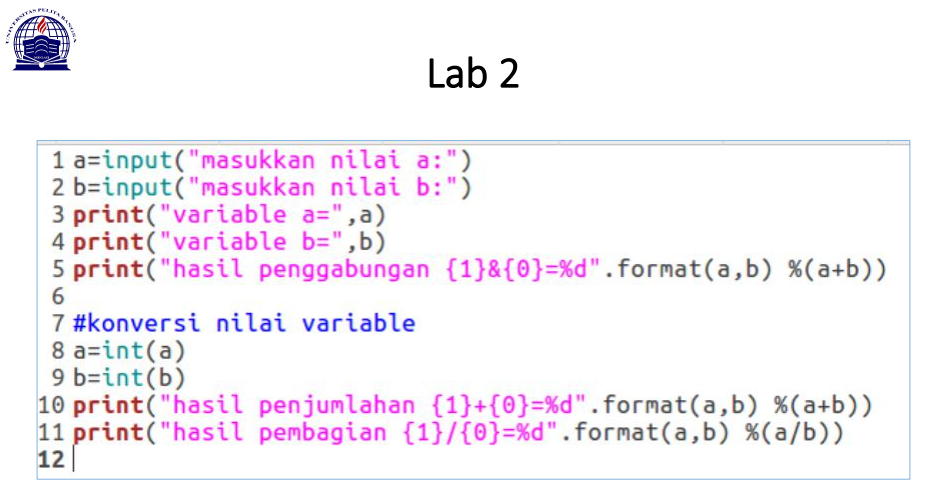 UNIVERSITAS PELITA BANGSA
Lab 2
1 a=input("masukkan nilai a:")
2 b=input("masukkan nilai b:")
3 print("variable a=",a)
4 print("variable b=",b)
5 print("hasil penggabungan {1}&{0}=%d".format(a,b) %(a+b))
6
7 #konversi nilai variable
8 a=int(a)
9 b=int(b)
10 print("hasil penjumlahan {1}+{0}=%d".format(a,b) %(a+b))
11 print("hasil pembagian {1}/{0}=%d".format(a,b) %(a/b))
12